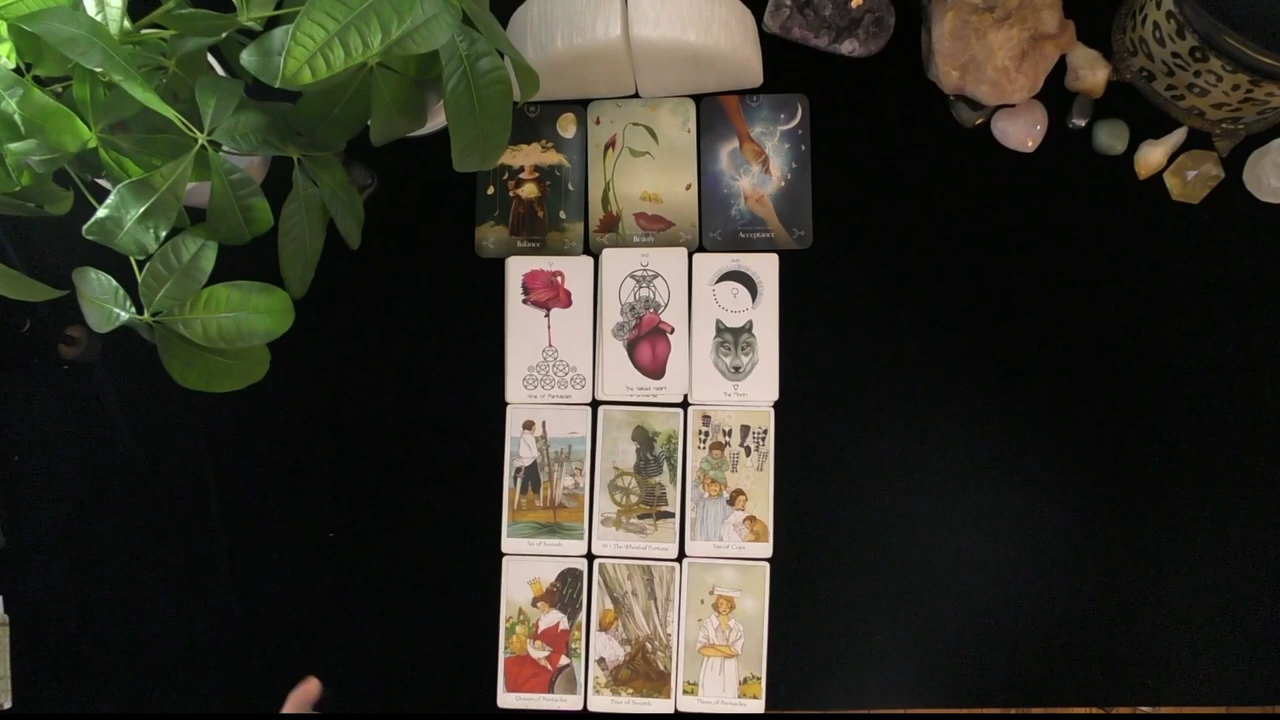 Balance
Beauty
Acceptance
Nine of Pentacles
The Naked Heart
The Moon
Six of Swords
The Wheel of Fortune
Ten of Cups
Queen of Pentacles
Four of Swords
Three of Pentacles